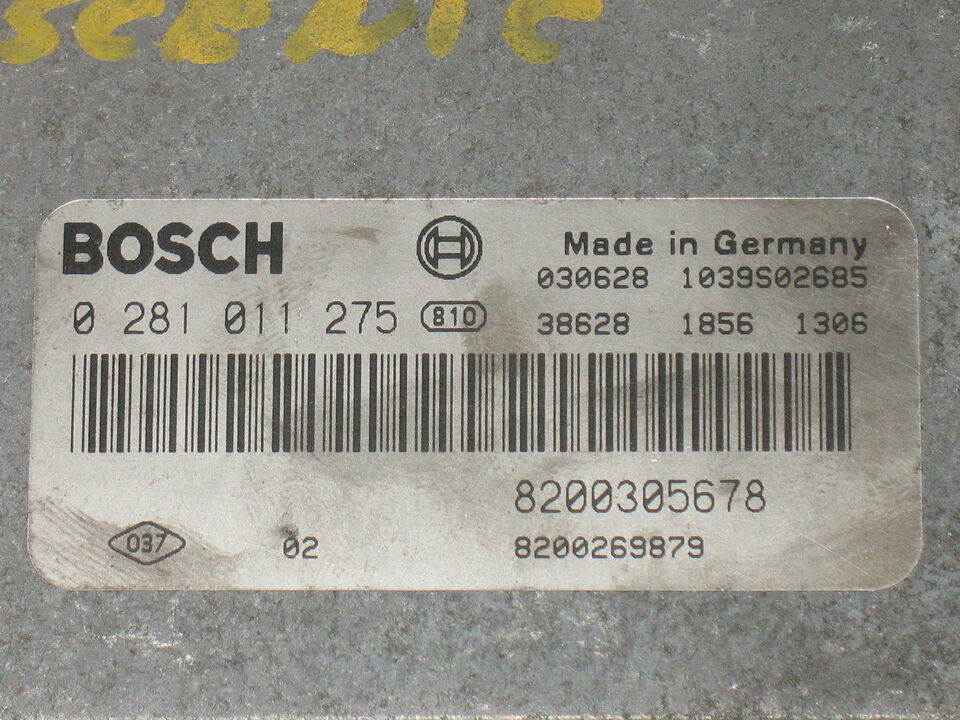 BOSCH
Made in Germany
030628 1039S02685
0 281 011 275 810
38628 1856 1306
8200305678
037 02 8200269879